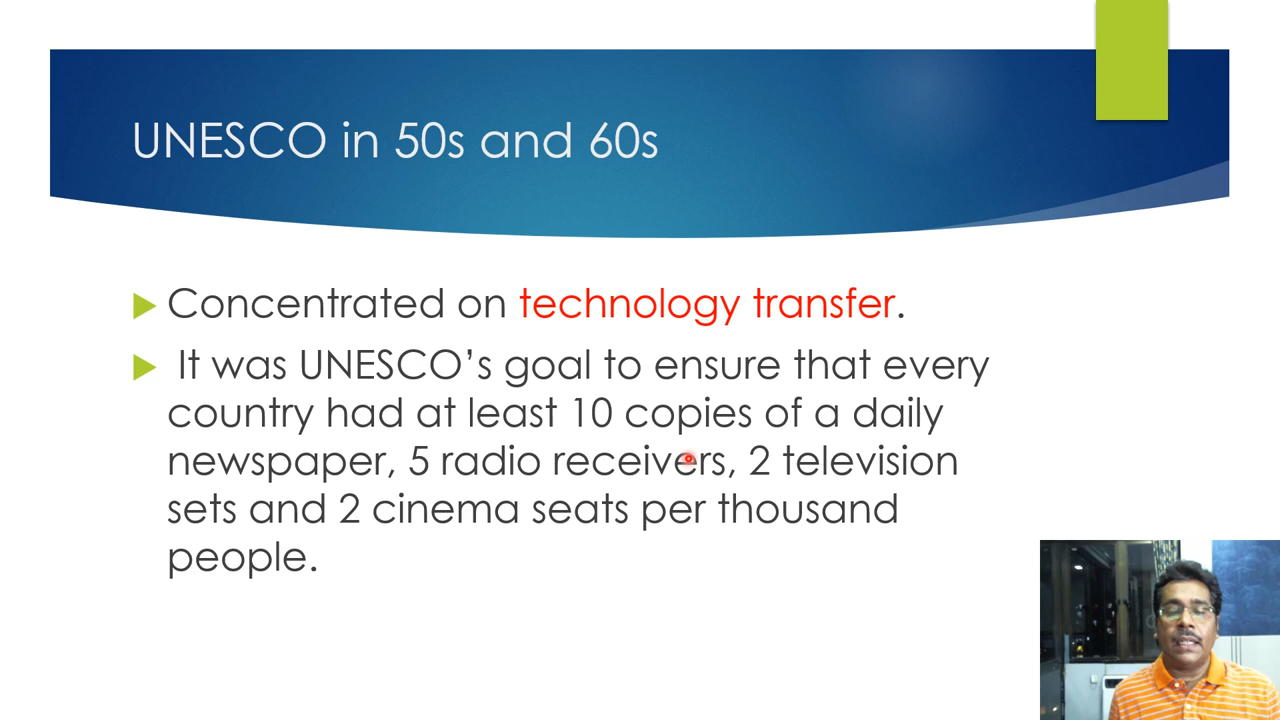 UNESCO in 50s and 60s
Concentrated on technology transfer.
It was UNESCO’s goal to ensure that every
country had at least 10 copies of a daily
newspaper, 5 radio receivers, 2 television
sets and 2 cinema seats per thousand
people.